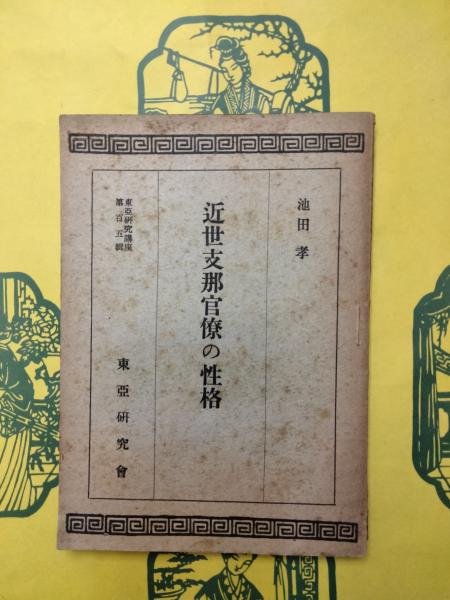 池田孝
近世支那官僚の性格
東亞研究講座
第百五輯
東亞硏究會